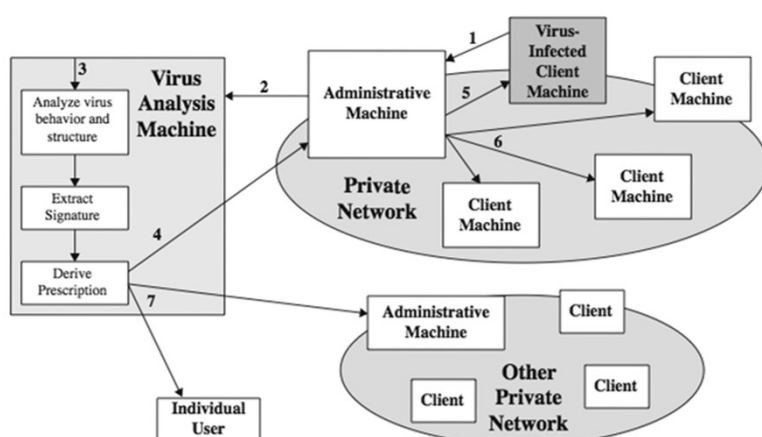 1
Virus-
Infected
Client
Machine
3
Virus
Analysis
Machine
2
Administrative
Machine
5
Client
Machine
Analyze virus
behavior and
structure
6
Private
Network
Client
Machine
Client
Machine
Extract
Signature
4
Derive
Prescription
7
Administrative
Machine
Client
Other
Private
Network
Client
Client
Individual
User